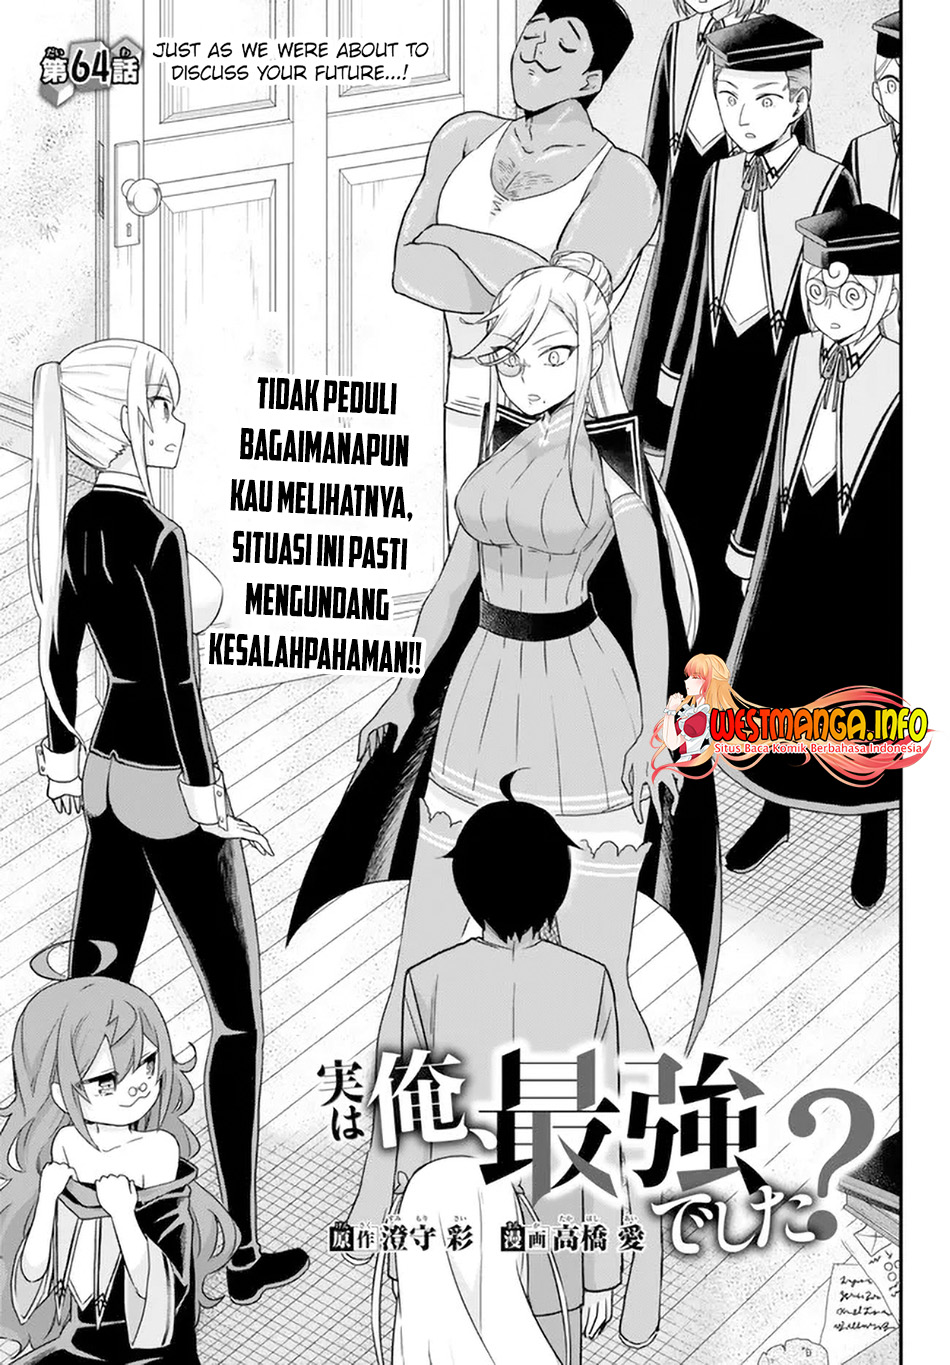 第64話
JUST AS WE WERE ABOUT TO
DISCUSS YOUR FUTURE...!
TIDAK PEDULI
BAGAIMANAPUN
KAU MELIHATNYA,
SITUASI INI PASTI
MENGUNDANG
KESALAHPAHAMAN!!
WESTMANGA.INFO
Situs Baca Komik Berbahasa Indonesia
実は俺、最強でした?
原作 澄守 彩
漫画 高橋 愛